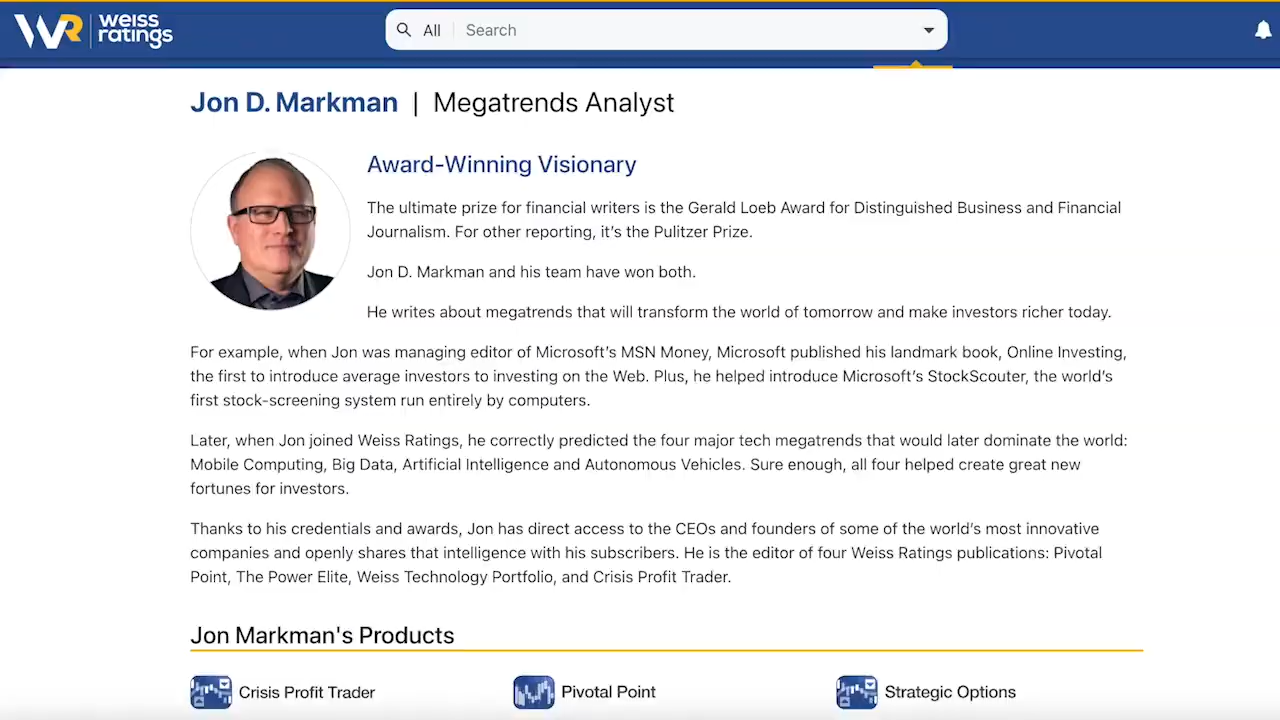 WR weiss ratings
All Search
Jon D. Markman | Megatrends Analyst
Award-Winning Visionary
The ultimate prize for financial writers is the Gerald Loeb Award for Distinguished Business and Financial
Journalism. For other reporting, it’s the Pulitzer Prize.
Jon D. Markman and his team have won both.
He writes about megatrends that will transform the world of tomorrow and make investors richer today.
For example, when Jon was managing editor of Microsoft’s MSN Money, Microsoft published his landmark book, Online Investing,
the first to introduce average investors to investing on the Web. Plus, he helped introduce Microsoft’s StockScouter, the world’s
first stock-screening system run entirely by computers.
Later, when Jon joined Weiss Ratings, he correctly predicted the four major tech megatrends that would later dominate the world:
Mobile Computing, Big Data, Artificial Intelligence and Autonomous Vehicles. Sure enough, all four helped create great new
fortunes for investors.
Thanks to his credentials and awards, Jon has direct access to the CEOs and founders of some of the world’s most innovative
companies and openly shares that intelligence with his subscribers. He is the editor of four Weiss Ratings publications: Pivotal
Point, The Power Elite, Weiss Technology Portfolio, and Crisis Profit Trader.
Jon Markman's Products
Crisis Profit Trader Pivotal Point Strategic Options